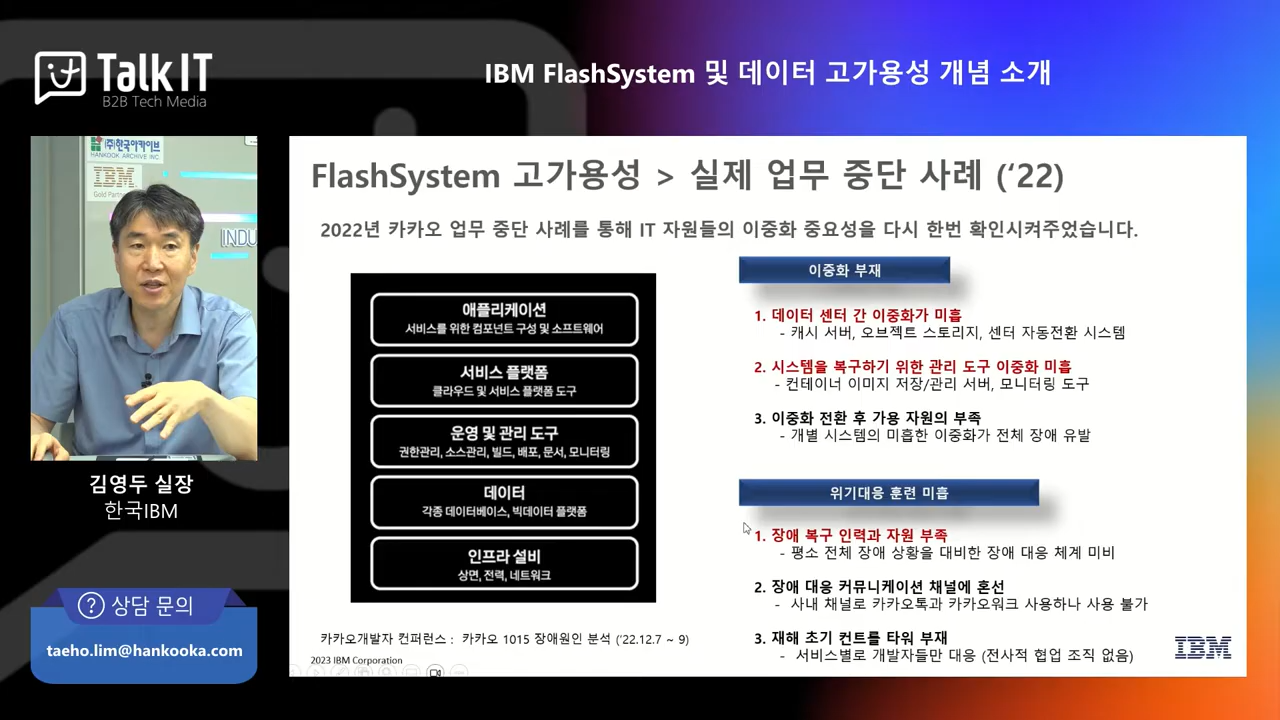 Talk IT
B2B Tech Media
IBM FlashSystem 및 데이터 고가용성 개념 소개
(주)한국아카이브
HANKOOK ARCHIVE INC.
IBM
Gold Partner
INDU
김영두 실장
한국IBM
? 상담 문의
taeho.lim@hankooka.com
FlashSystem 고가용성 > 실제 업무 중단 사례 (‘22)
2022년 카카오 업무 중단 사례를 통해 IT 자원들의 이중화 중요성을 다시 한번 확인시켜주었습니다.
애플리케이션
서비스를 위한 컴포넌트 구성 및 소프트웨어
서비스 플랫폼
클라우드 및 서비스 플랫폼 도구
운영 및 관리 도구
권한관리, 소스관리, 빌드, 배포, 문서, 모니터링
데이터
각종 데이터베이스, 빅데이터 플랫폼
인프라 설비
상면, 전력, 네트워크
카카오개발자 컨퍼런스 : 카카오 1015 장애원인 분석 (‘22.12.7 ~ 9)
2023 IBM Corporation
이중화 부재
1. 데이터 센터 간 이중화가 미흡
- 캐시 서버, 오브젝트 스토리지, 센터 자동전환 시스템
2. 시스템을 복구하기 위한 관리 도구 이중화 미흡
- 컨테이너 이미지 저장/관리 서버, 모니터링 도구
3. 이중화 전환 후 가용 자원의 부족
- 개별 시스템의 미흡한 이중화가 전체 장애 유발
위기대응 훈련 미흡
1. 장애 복구 인력과 자원 부족
- 평소 전체 장애 상황을 대비한 장애 대응 체계 미비
2. 장애 대응 커뮤니케이션 채널에 혼선
- 사내 채널로 카카오톡과 카카오워크 사용하나 사용 불가
3. 재해 초기 컨트롤 타워 부재
- 서비스별로 개발자들만 대응 (전사적 협업 조직 없음)
IBM